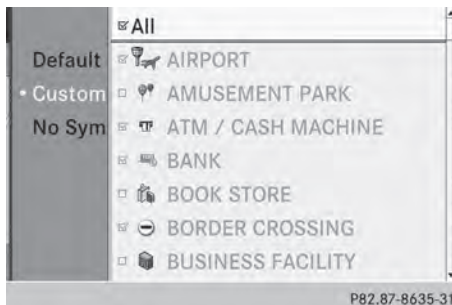 All
Default
AIRPORT
Custom
AMUSEMENT PARK
No Sym
ATM / CASH MACHINE
BANK
BOOK STORE
BORDER CROSSING
BUSINESS FACILITY
P82.87-8635-31